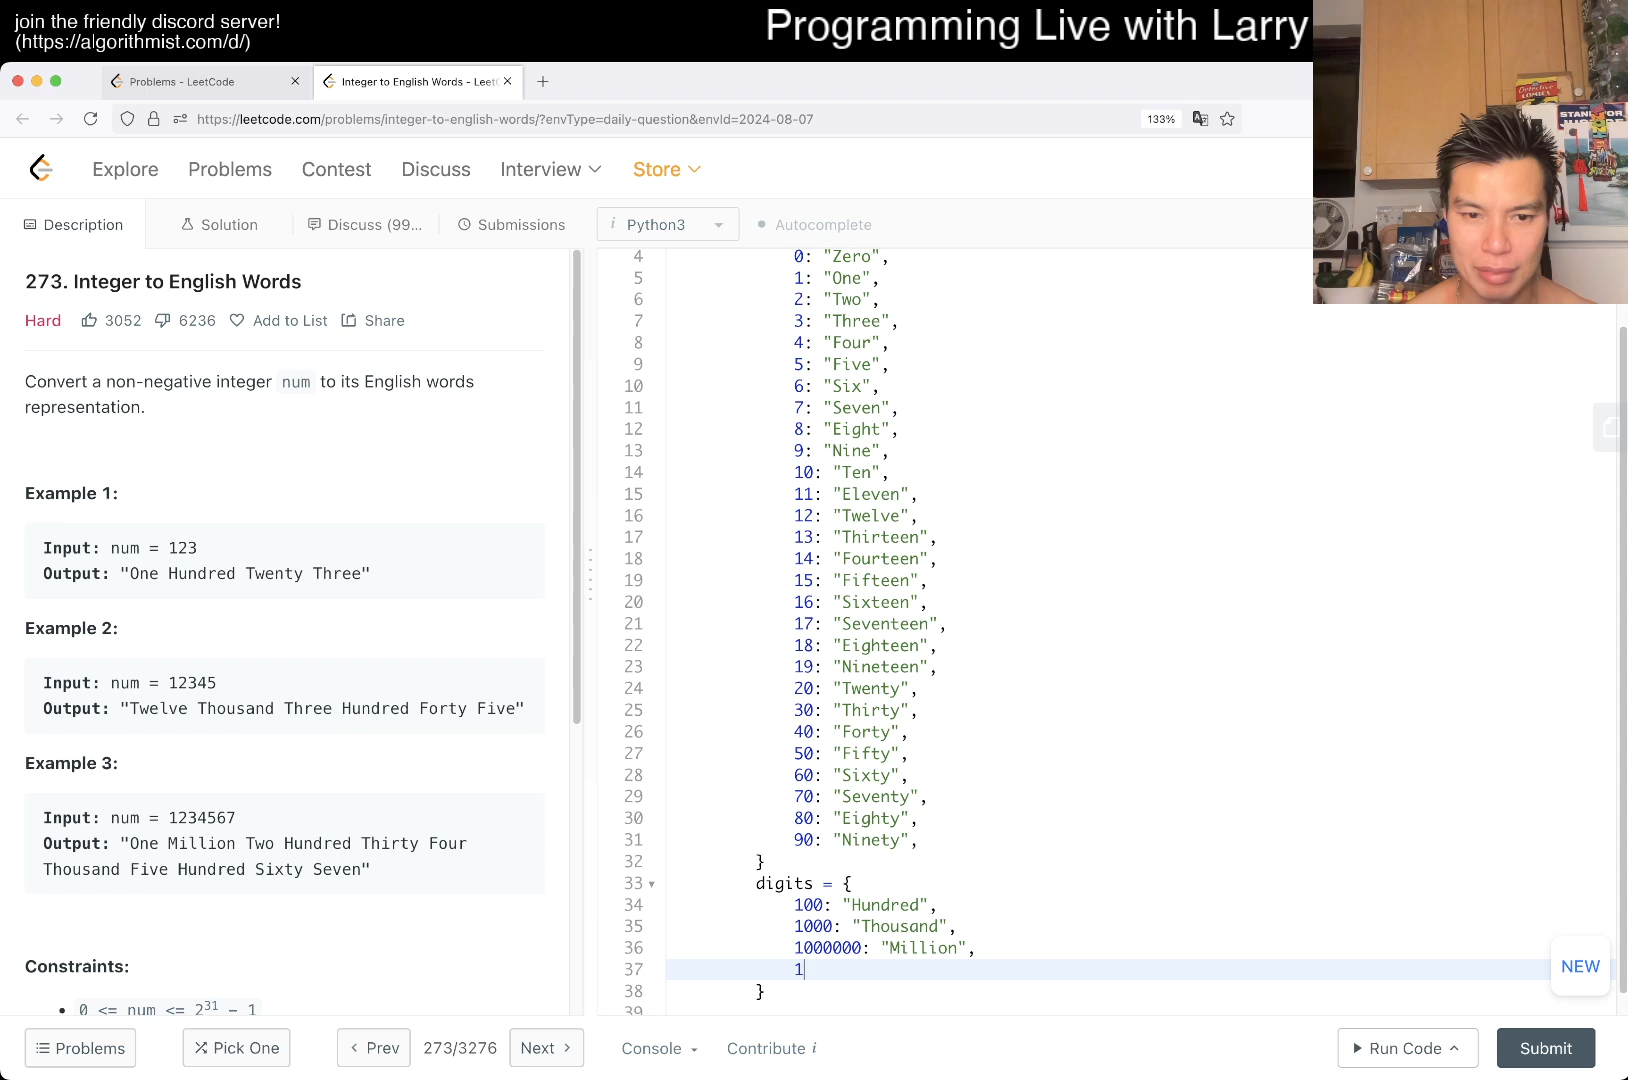 join the friendly discord server!
(https://algorithmist.com/d/)
Programming Live with Larry
Problems - LeetCode
Integer to English Words - Leet
https://leetcode.com/problems/integer-to-english-words/?envType=daily-question&envId=2024-08-07
133%
Explore
Problems
Contest
Discuss
Interview
Store
Description
Solution
Discuss (99...
Submissions
i Python3
Autocomplete
273. Integer to English Words
Hard
3052
6236
Add to List
Share
Convert a non-negative integer num to its English words
representation.
Example 1:
Input: num = 123
Output: "One Hundred Twenty Three"
Example 2:
Input: num = 12345
Output: "Twelve Thousand Three Hundred Forty Five"
Example 3:
Input: num = 1234567
Output: "One Million Two Hundred Thirty Four
Thousand Five Hundred Sixty Seven"
Constraints:
• 0 <= num <= 2³¹ - 1
4 0: "Zero",
5 1: "One",
6 2: "Two",
7 3: "Three",
8 4: "Four",
9 5: "Five",
10 6: "Six",
11 7: "Seven",
12 8: "Eight",
13 9: "Nine",
14 10: "Ten",
15 11: "Eleven",
16 12: "Twelve",
17 13: "Thirteen",
18 14: "Fourteen",
19 15: "Fifteen",
20 16: "Sixteen",
21 17: "Seventeen",
22 18: "Eighteen",
23 19: "Nineteen",
24 20: "Twenty",
25 30: "Thirty",
26 40: "Forty",
27 50: "Fifty",
28 60: "Sixty",
29 70: "Seventy",
30 80: "Eighty",
31 90: "Ninety",
32 }
33 digits = {
34 100: "Hundred",
35 1000: "Thousand",
36 1000000: "Million",
37 1
38 }
39
NEW
Problems
Pick One
Prev
273/3276
Next
Console
Contribute i
Run Code
Submit
Detective
COMICS